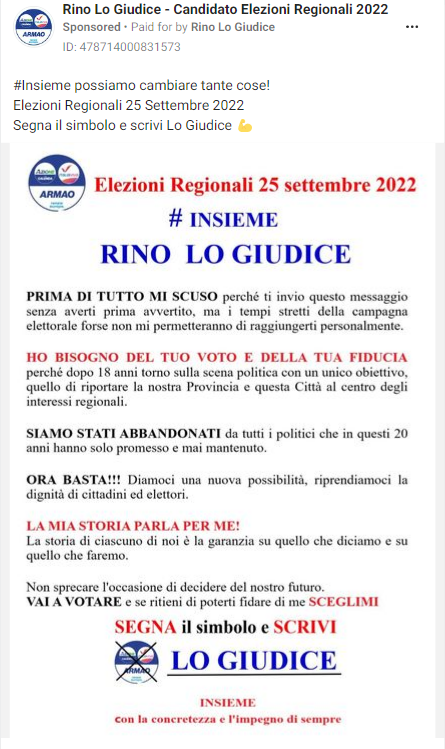 Rino Lo Giudice - Candidato Elezioni Regionali 2022
Sponsored • Paid for by Rino Lo Giudice
ID: 478714000831573
#Insieme possiamo cambiare tante cose!
Elezioni Regionali 25 Settembre 2022
Segna il simbolo e scrivi Lo Giudice 💪
ARMAO
Elezioni Regionali 25 settembre 2022
# INSIEME
RINO LO GIUDICE
PRIMA DI TUTTO MI SCUSO perché ti invio questo messaggio
senza averti prima avvertito, ma i tempi stretti della campagna
elettorale forse non mi permetteranno di raggiungerti personalmente.
HO BISOGNO DEL TUO VOTO E DELLA TUA FIDUCIA
perché dopo 18 anni torno sulla scena politica con un unico obiettivo,
quello di riportare la nostra Provincia e questa Città al centro degli
interessi regionali.
SIAMO STATI ABBANDONATI da tutti i politici che in questi 20
anni hanno solo promesso e mai mantenuto.
ORA BASTA!!! Diamoci una nuova possibilità, riprendiamoci la
dignità di cittadini ed elettori.
LA MIA STORIA PARLA PER ME!
La storia di ciascuno di noi è la garanzia su quello che diciamo e su
quello che faremo.
Non sprecare l'occasione di decidere del nostro futuro.
VAI A VOTARE e se ritieni di poterti fidare di me SCEGLIMI
SEGNA il simbolo e SCRIVI
ARMAO
LO GIUDICE
INSIEME
con la concretezza e l'impegno di sempre